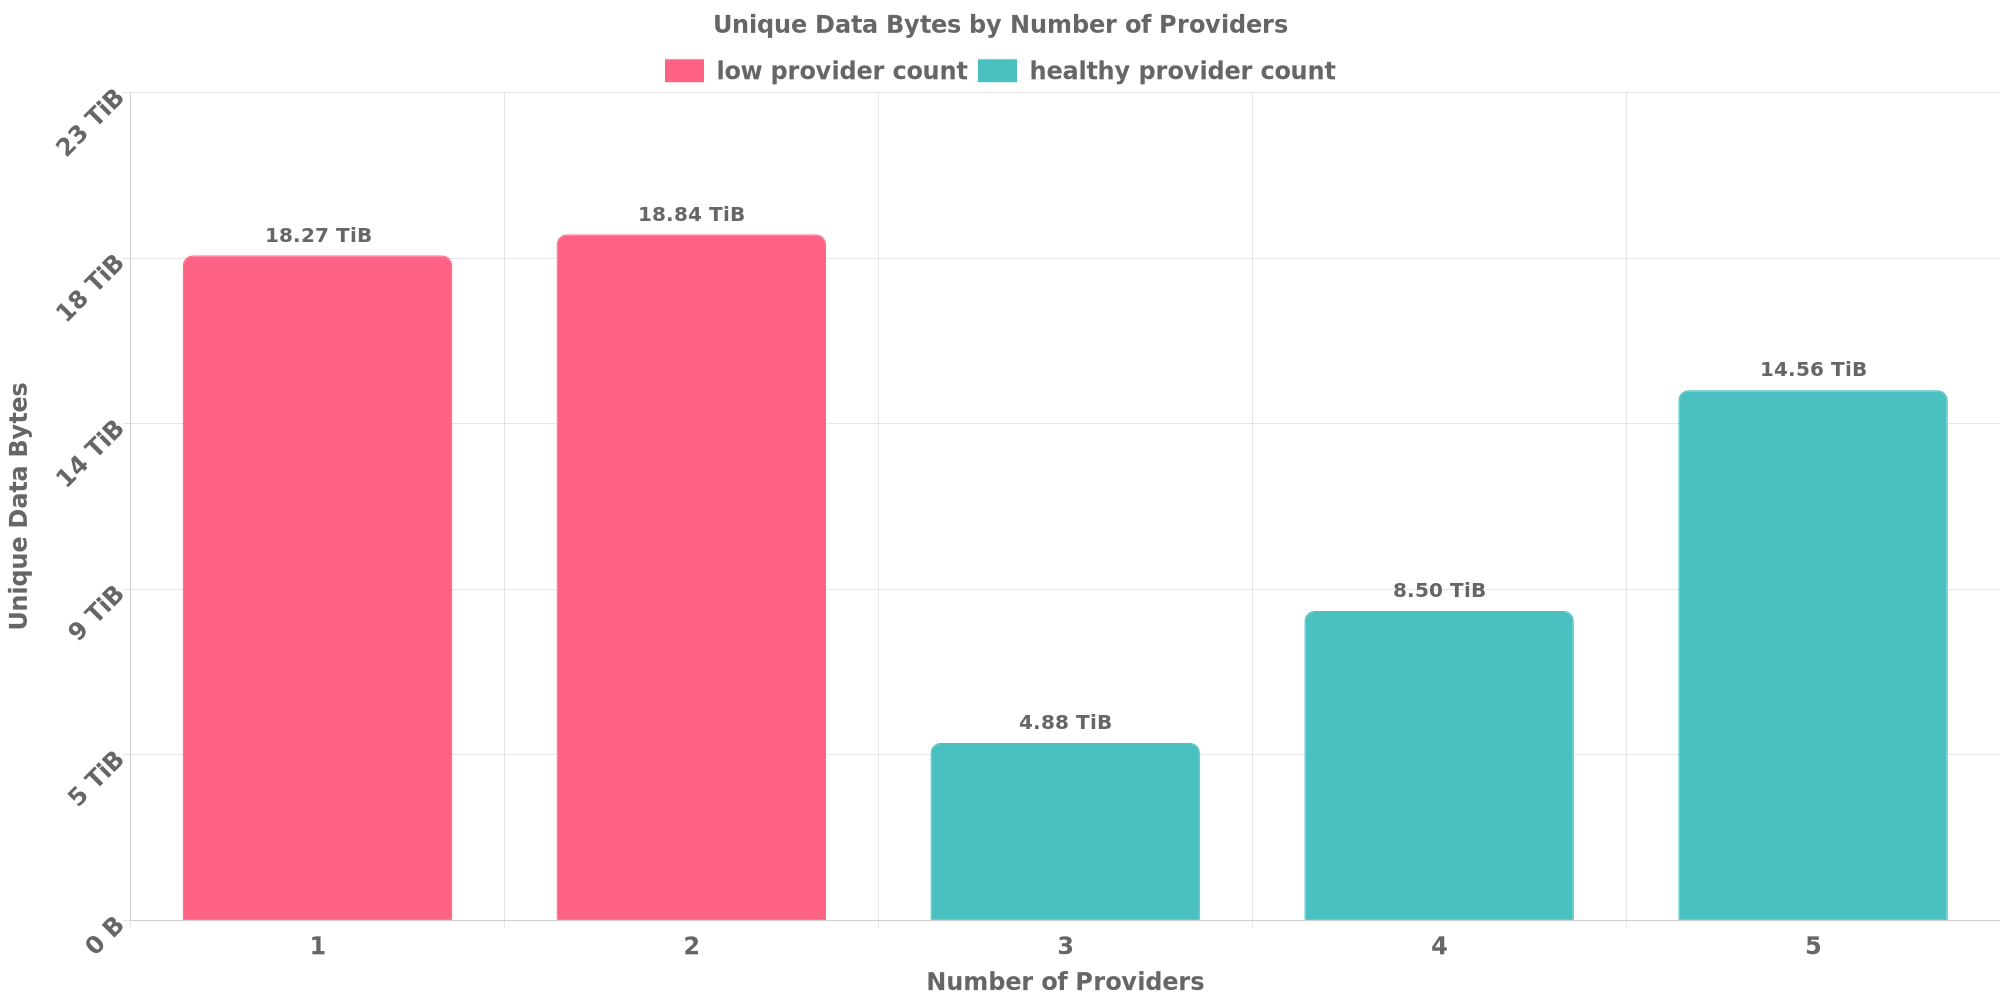 Unique Data Bytes by Number of Providers
low provider count healthy provider count
23 TiB
18 TiB
14 TiB
9 TiB
5 TiB
0 B
Unique Data Bytes
18.27 TiB
18.84 TiB
4.88 TiB
8.50 TiB
14.56 TiB
1 2 3 4 5
Number of Providers